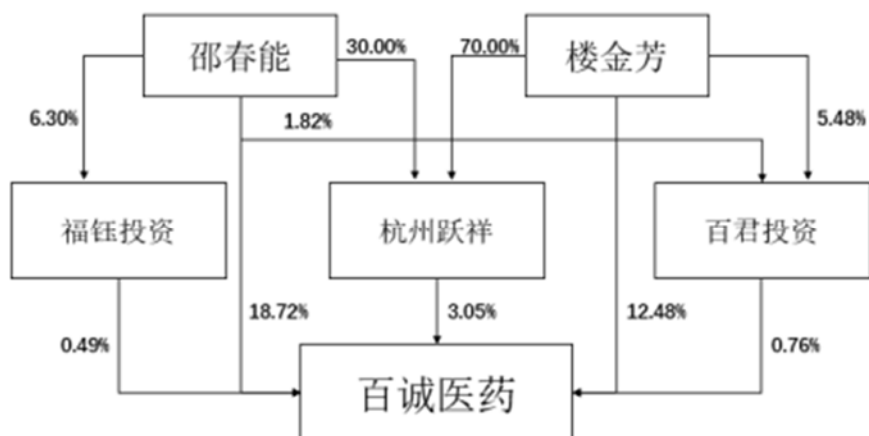 邵春能
30.00%
70.00%
楼金芳
6.30%
1.82%
5.48%
福钰投资
杭州跃祥
百君投资
18.72%
3.05%
12.48%
0.49%
0.76%
百诚医药